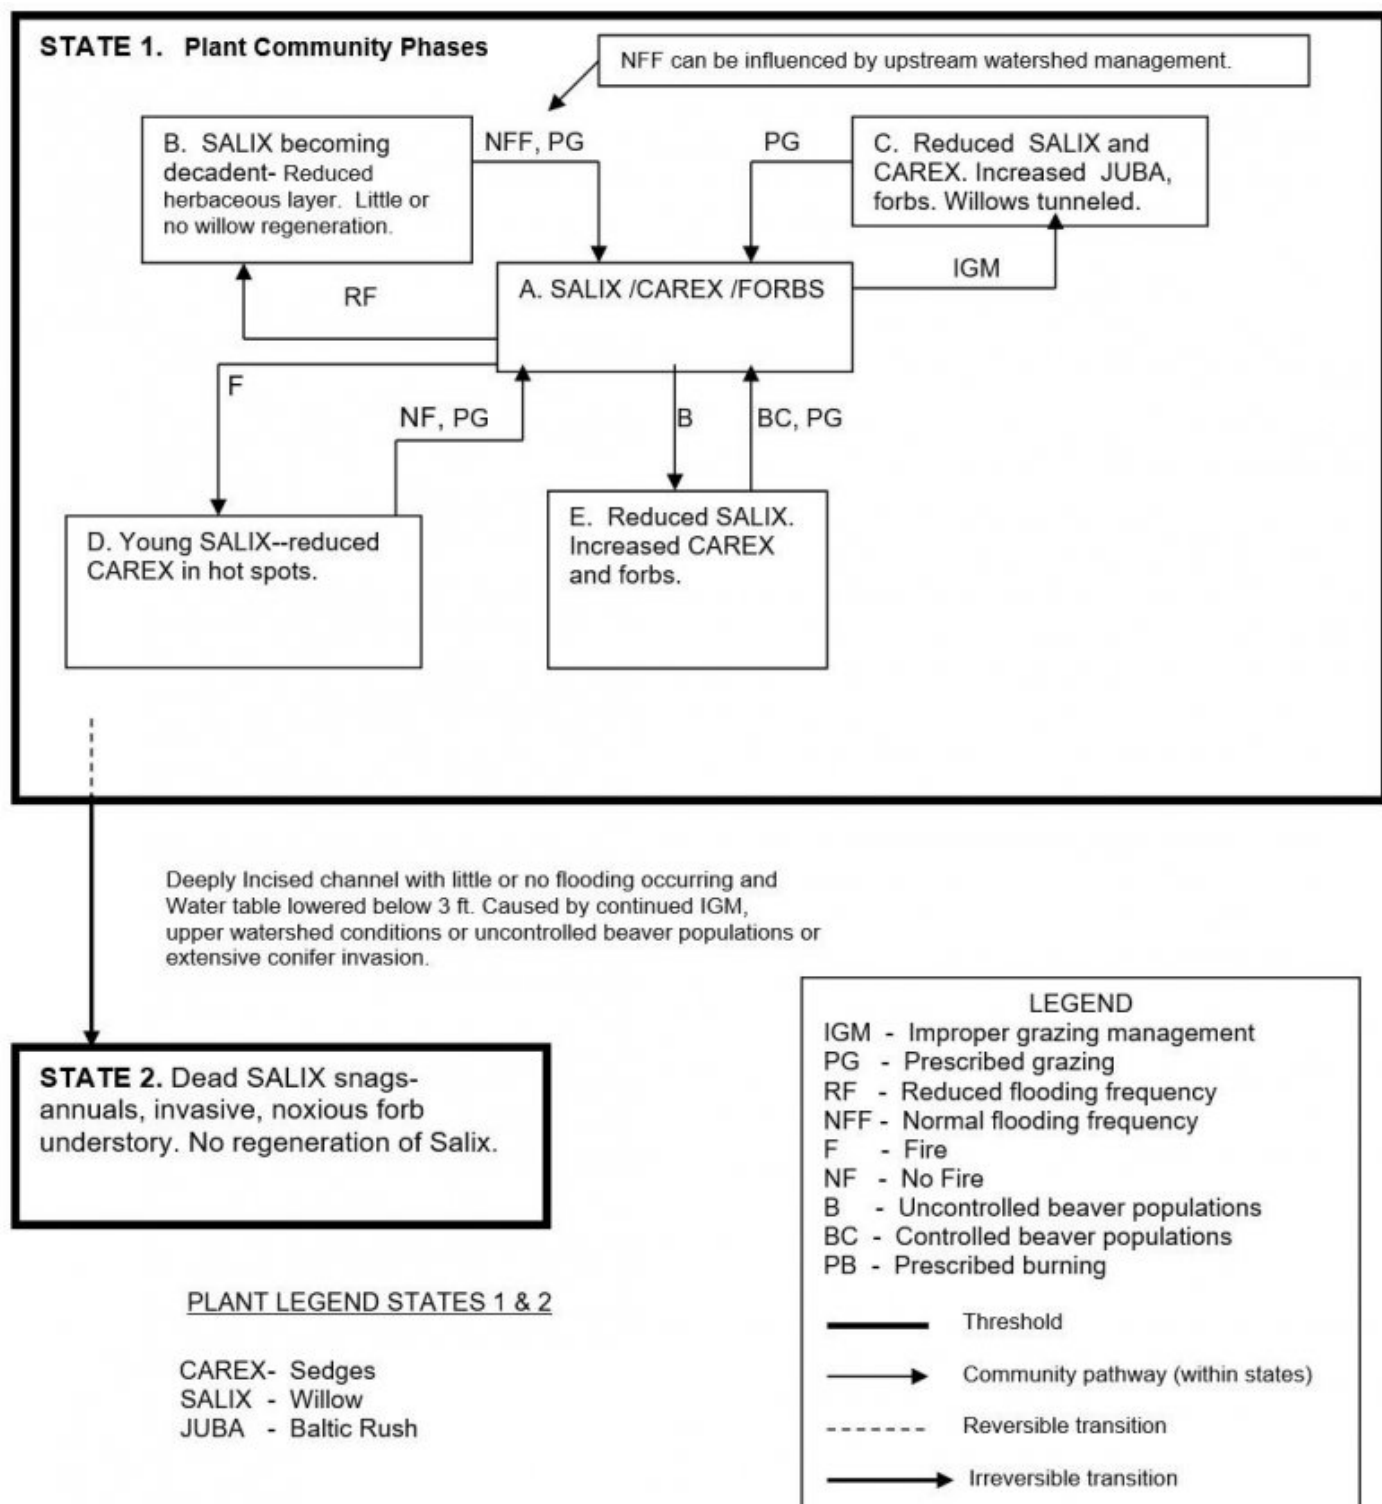 STATE 1. Plant Community Phases
NFF can be influenced by upstream watershed management.
B. SALIX becoming
decadent- Reduced
herbaceous layer. Little or
no willow regeneration.
NFF, PG
PG
C. Reduced SALIX and
CAREX. Increased JUBA,
forbs. Willows tunneled.
RF
A. SALIX /CAREX /FORBS
IGM
F
NF, PG
B
BC, PG
D. Young SALIX--reduced
CAREX in hot spots.
E. Reduced SALIX.
Increased CAREX
and forbs.
Deeply Incised channel with little or no flooding occurring and
Water table lowered below 3 ft. Caused by continued IGM,
upper watershed conditions or uncontrolled beaver populations or
extensive conifer invasion.
STATE 2. Dead SALIX snags-
annuals, invasive, noxious forb
understory. No regeneration of Salix.
PLANT LEGEND STATES 1 & 2
CAREX- Sedges
SALIX - Willow
JUBA - Baltic Rush
LEGEND
IGM - Improper grazing management
PG - Prescribed grazing
RF - Reduced flooding frequency
NFF - Normal flooding frequency
F - Fire
NF - No Fire
B - Uncontrolled beaver populations
BC - Controlled beaver populations
PB - Prescribed burning
Threshold
Community pathway (within states)
Reversible transition
Irreversible transition